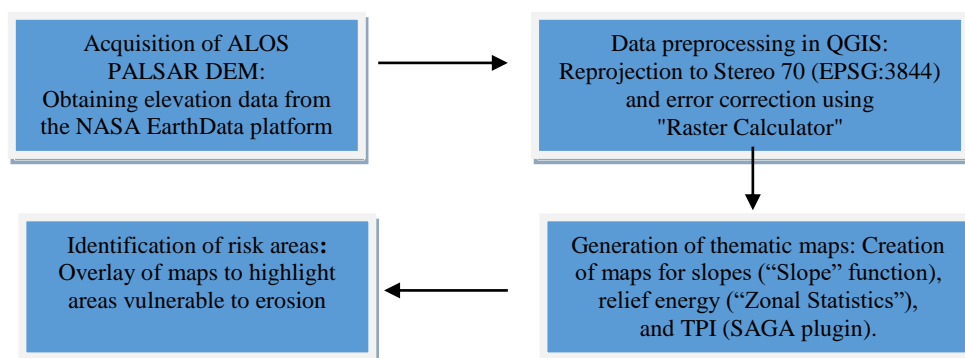 Acquisition of ALOS
PALSAR DEM:
Obtaining elevation data from
the NASA EarthData platform
Data preprocessing in QGIS:
Reprojection to Stereo 70 (EPSG:3844)
and error correction using
"Raster Calculator"
Generation of thematic maps: Creation
of maps for slopes (“Slope” function),
relief energy (“Zonal Statistics”),
and TPI (SAGA plugin).
Identification of risk areas:
Overlay of maps to highlight
areas vulnerable to erosion